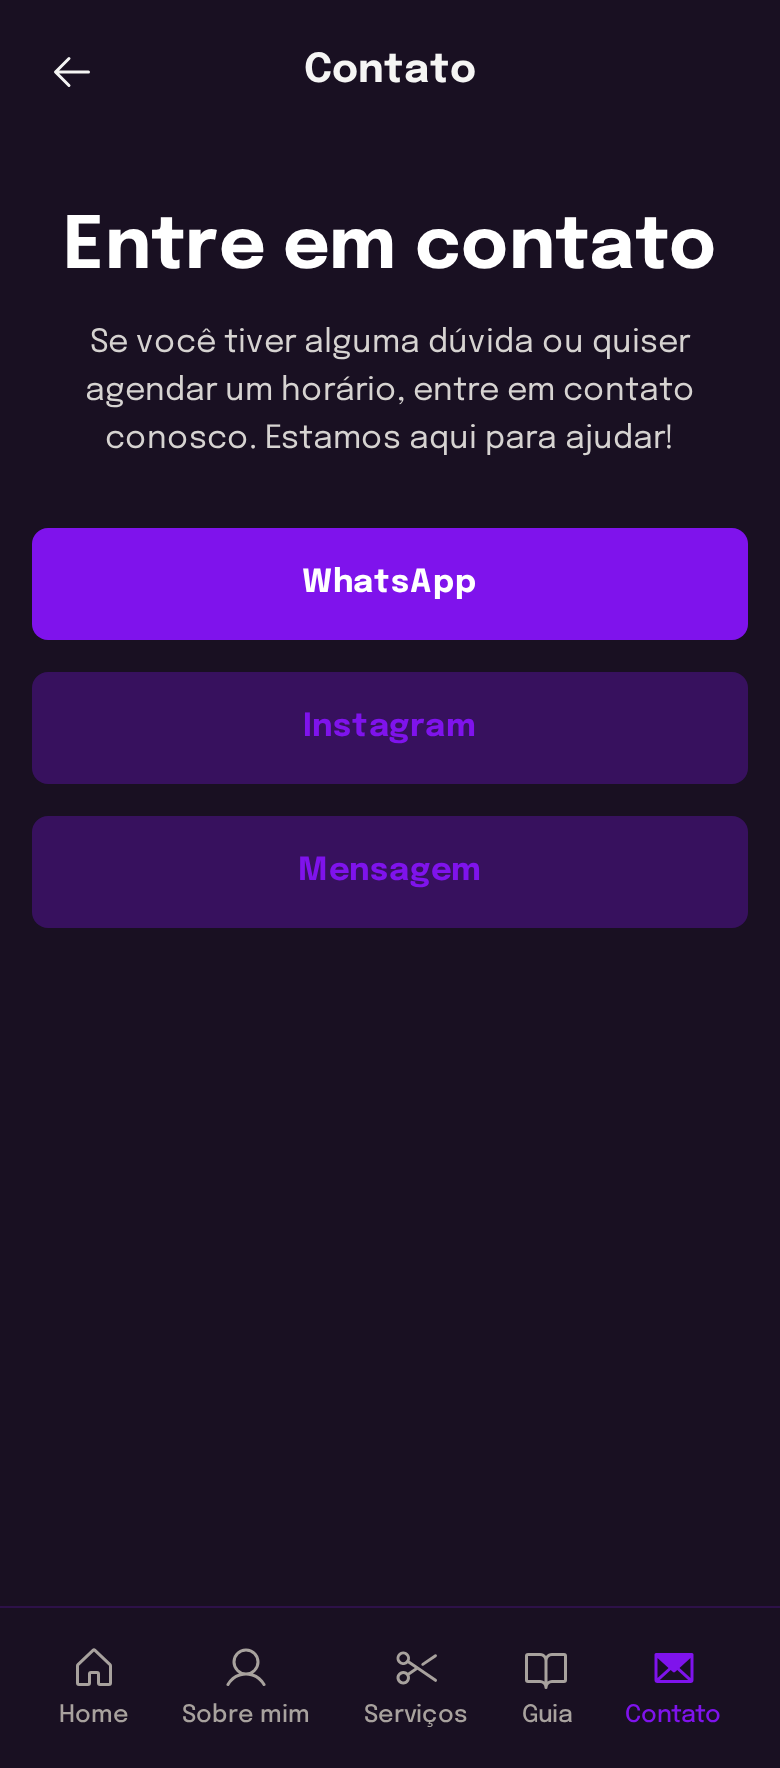 Contato
Entre em contato
Se você tiver alguma dúvida ou quiser
agendar um horário, entre em contato
conosco. Estamos aqui para ajudar!
WhatsApp
Instagram
Mensagem
Home
Sobre mim
Serviços
Guia
Contato